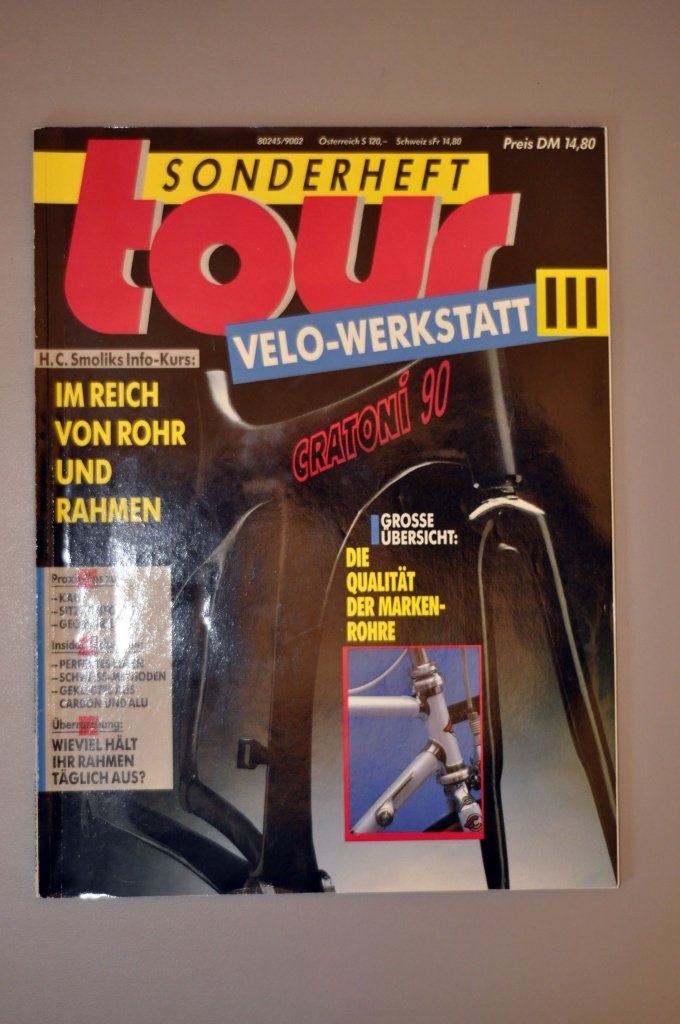 80245/9002 Österreich S 120,– Schweiz sFr 14,80
Preis DM 14,80
SONDERHEFT
tour
VELO-WERKSTATT III
H.C. Smoliks Info-Kurs:
IM REICH
VON ROHR
UND
RAHMEN
CRATONi 90
GROSSE
ÜBERSICHT:
DIE
QUALITÄT
DER MARKEN-
ROHRE
– SCHWEISS-METHODEN
CARBON UND ALU
WIEVIEL HÄLT
IHR RAHMEN
TÄGLICH AUS?